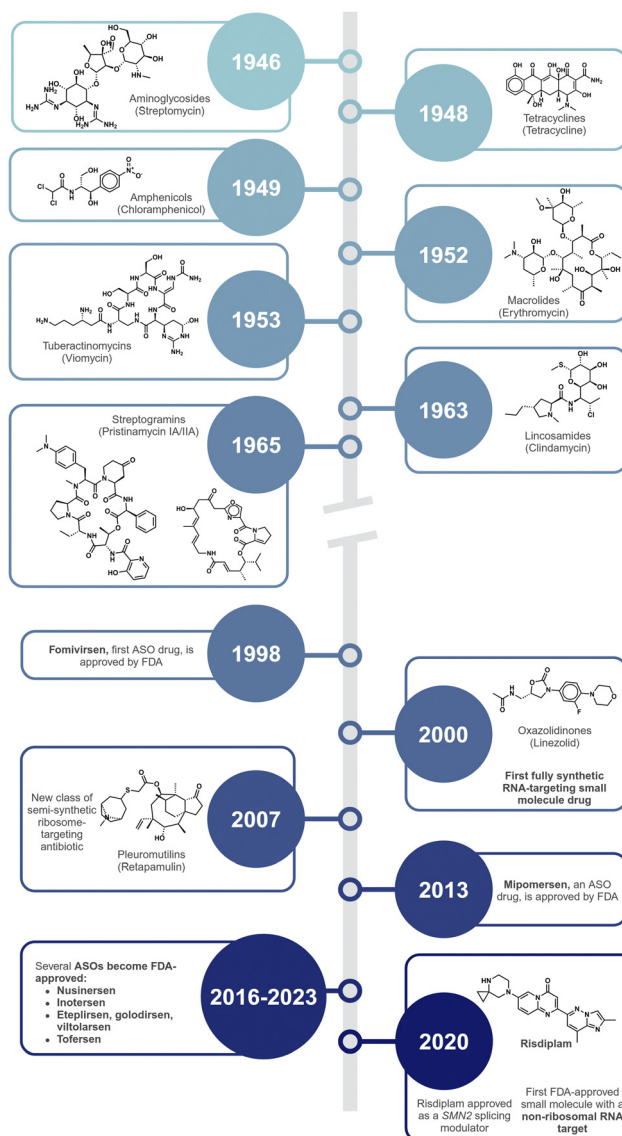 1946
Aminoglycosides
(Streptomycin)
1948
Tetracyclines
(Tetracycline)
1949
Amphenicols
(Chloramphenicol)
1952
Macrolides
(Erythromycin)
1953
Tuberactinomycins
(Viomycin)
1963
Lincosamides
(Clindamycin)
1965
Streptogramins
(Pristinamycin IA/IIA)
1998
Fomivirsen, first ASO drug, is
approved by FDA
2000
Oxazolidinones
(Linezolid)
First fully synthetic
RNA-targeting small
molecule drug
2007
New class of
semi-synthetic
ribosome-
targeting
antibiotic
Pleuromutilins
(Retapamulin)
2013
Mipomersen, an ASO
drug, is approved by FDA
2016-2023
Several ASOs become FDA-
approved:
• Nusinersen
• Inotersen
• Eteplirsen, golodirsen,
viltolarsen
• Tofersen
2020
Risdiplam
Risdiplam approved
as a SMN2 splicing
modulator
First FDA-approved
small molecule with a
non-ribosomal RNA
target